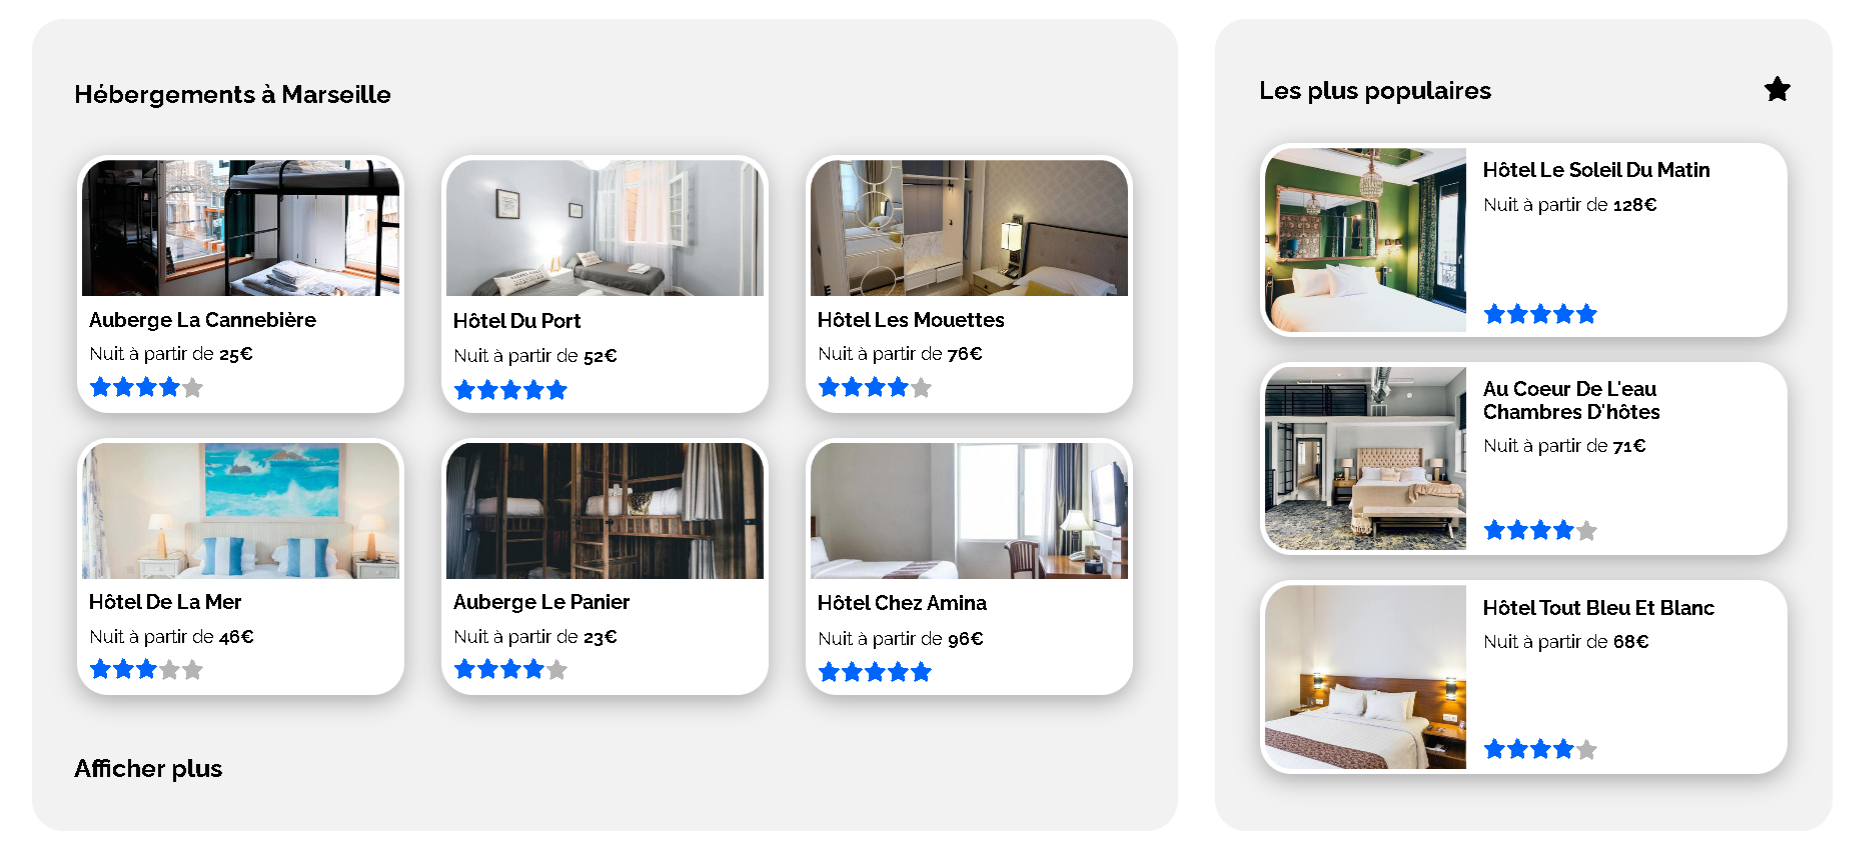 Hébergements à Marseille
Auberge La Cannebière
Nuit à partir de 25€
Hôtel Du Port
Nuit à partir de 52€
Hôtel Les Mouettes
Nuit à partir de 76€
Hôtel De La Mer
Nuit à partir de 46€
Auberge Le Panier
Nuit à partir de 23€
Hôtel Chez Amina
Nuit à partir de 96€
Afficher plus
Les plus populaires
Hôtel Le Soleil Du Matin
Nuit à partir de 128€
Au Coeur De L'eau
Chambres D'hôtes
Nuit à partir de 71€
Hôtel Tout Bleu Et Blanc
Nuit à partir de 68€